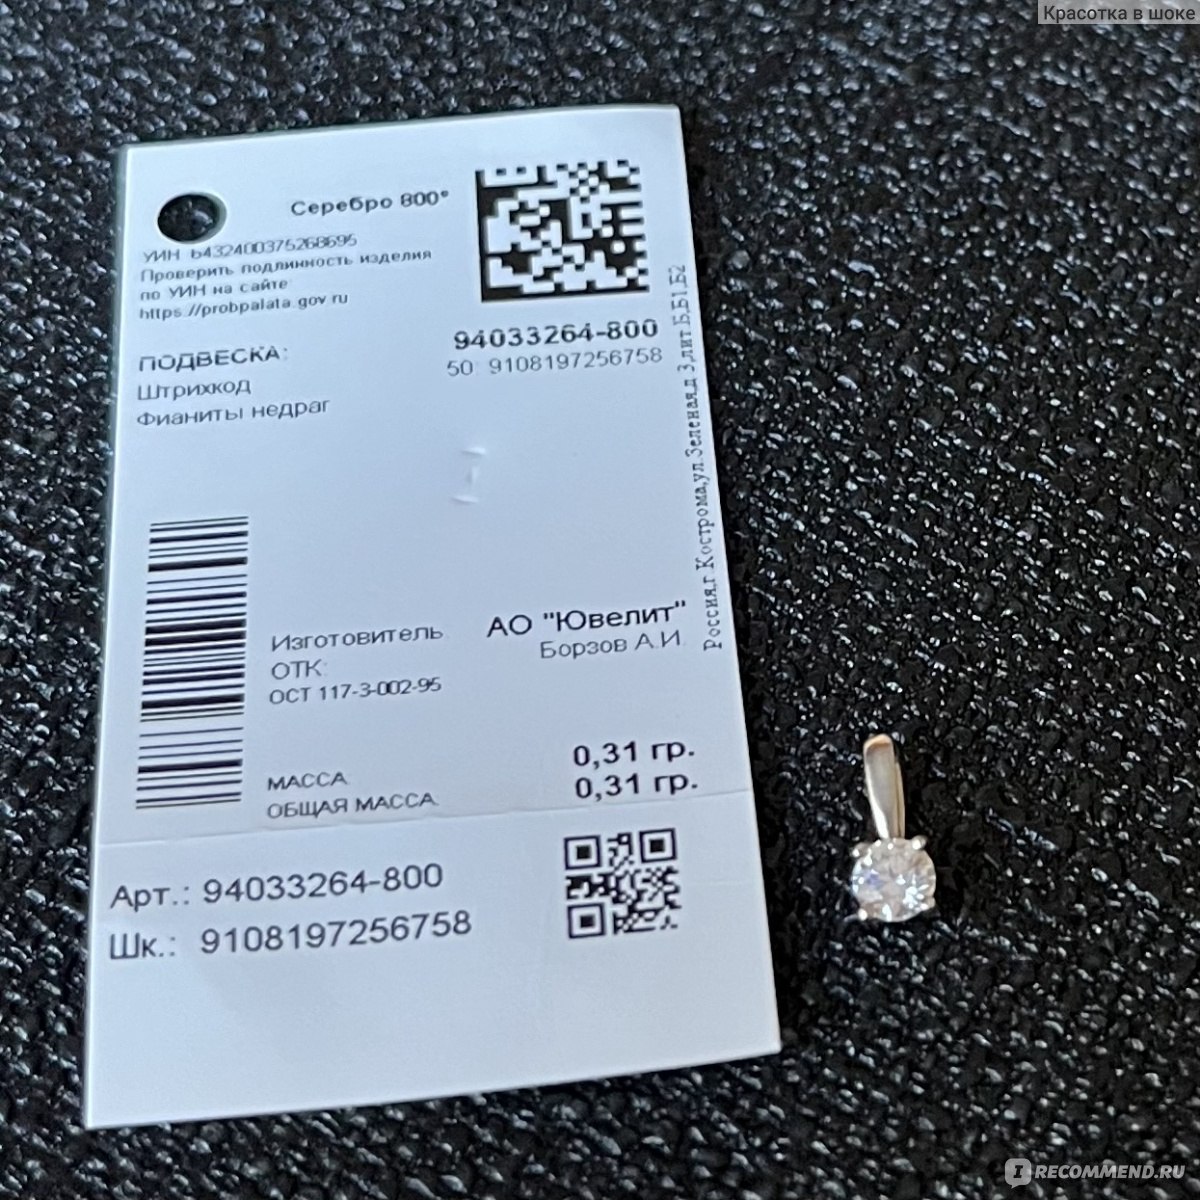 Красотка в шоке
Серебро 800°
УИН b432400375268695
Проверить подлинность изделия
по УИН на сайте:
https://probpalata.gov.ru
94033264-800
50: 9108197256758
ПОДВЕСКА:
Штрихкод
Фианиты недраг
Россия,г Кострома,ул.Зеленая,д 3,лит.Б,Б1,Б2
Изготовитель АО "Ювелит"
ОТК: Борзов А.И.
ОСТ 117-3-002-95
МАССА 0,31 гр.
ОБЩАЯ МАССА 0,31 гр.
Арт.: 94033264-800
Шк.: 9108197256758
IRECOMMEND.RU